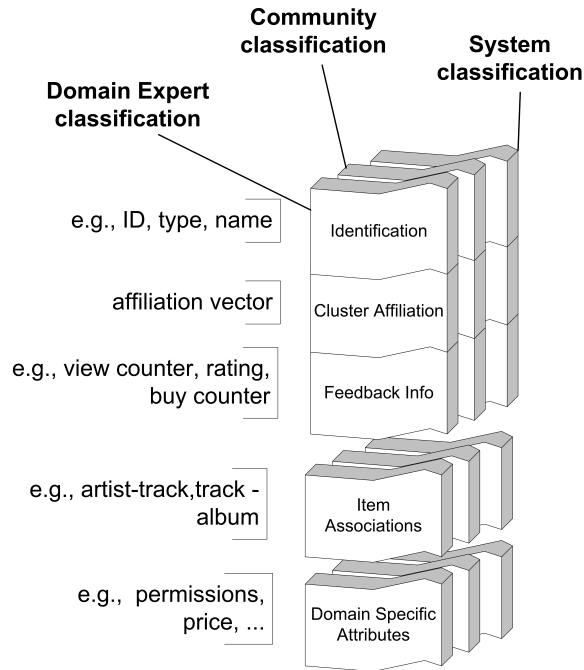 Community
classification
System
classification
Domain Expert
classification
e.g., ID, type, name
Identification
affiliation vector
Cluster Affiliation
e.g., view counter, rating,
buy counter
Feedback Info
e.g., artist-track,track -
album
Item
Associations
e.g.,  permissions,
price, ...
Domain Specific
Attributes